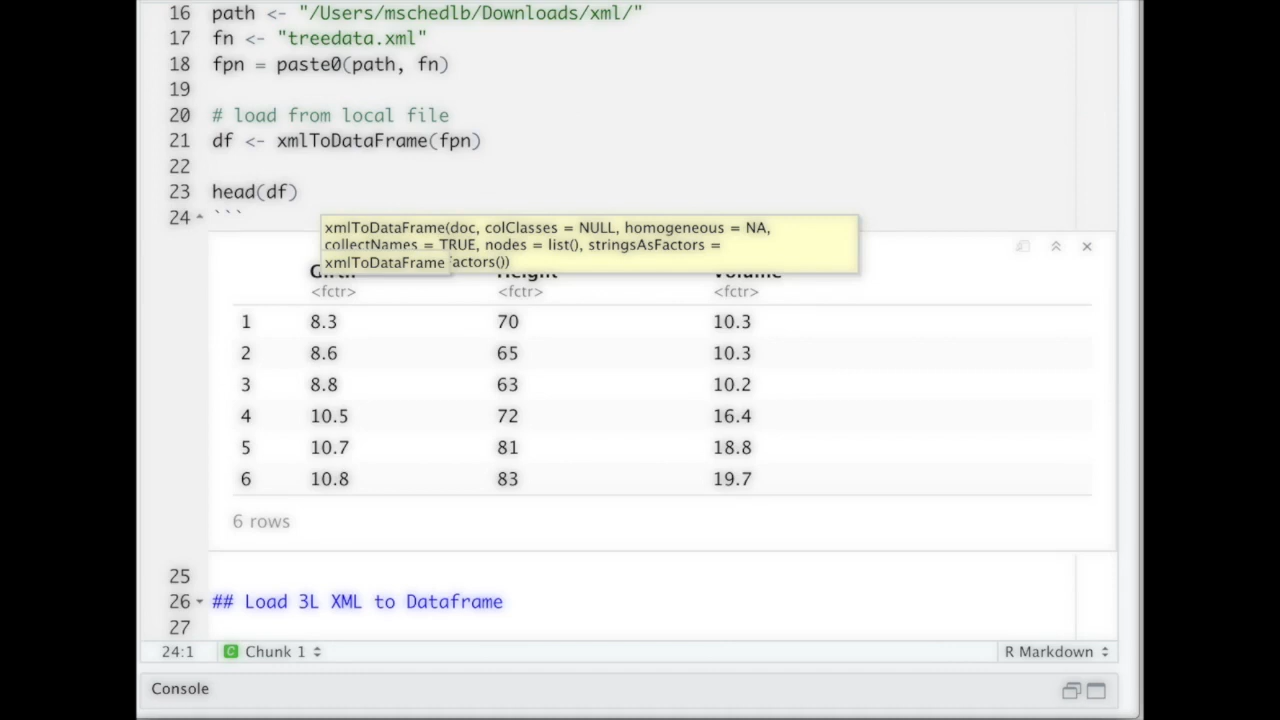 16 path <- "/Users/mschedlb/Downloads/xml/"
17 fn <- "treedata.xml"
18 fpn = paste0(path, fn)
19
20 # load from local file
21 df <- xmlToDataFrame(fpn)
22
23 head(df)
24 ```
xmlToDataFrame(doc, colClasses = NULL, homogeneous = NA,
collectNames = TRUE, nodes = list(), stringsAsFactors =
xmlToDataFrame Factors())
Girth Height Volume
<fctr> <fctr> <fctr>
1 8.3 70 10.3
2 8.6 65 10.3
3 8.8 63 10.2
4 10.5 72 16.4
5 10.7 81 18.8
6 10.8 83 19.7
6 rows
25
26 ## Load 3L XML to Dataframe
27
24:1 C Chunk 1 R Markdown
Console